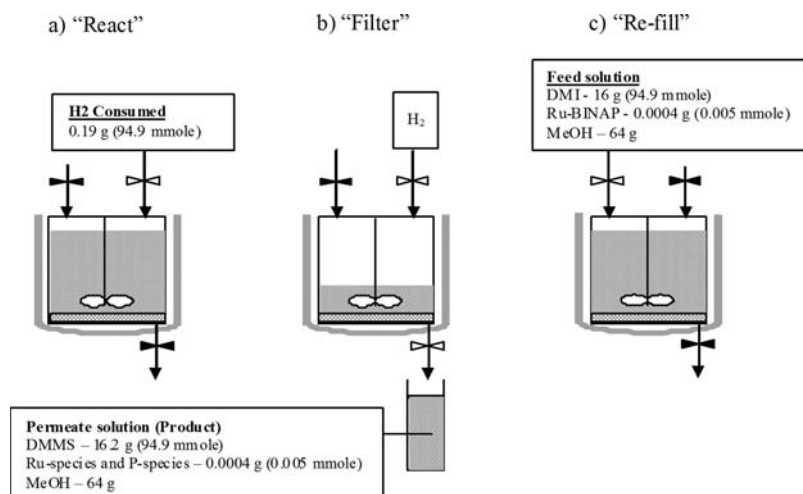 a) “React”
b) “Filter”
c) “Re-fill”
H2 Consumed
0.19 g (94.9 mmole)
H2
Feed solution
DMI - 16 g (94.9 mmole)
Ru-BINAP - 0.0004 g (0.005 mmole)
MeOH – 64 g
Permeate solution (Product)
DMMS – 16.2 g (94.9 mmole)
Ru-species and P-species – 0.0004 g (0.005 mmole)
MeOH – 64 g